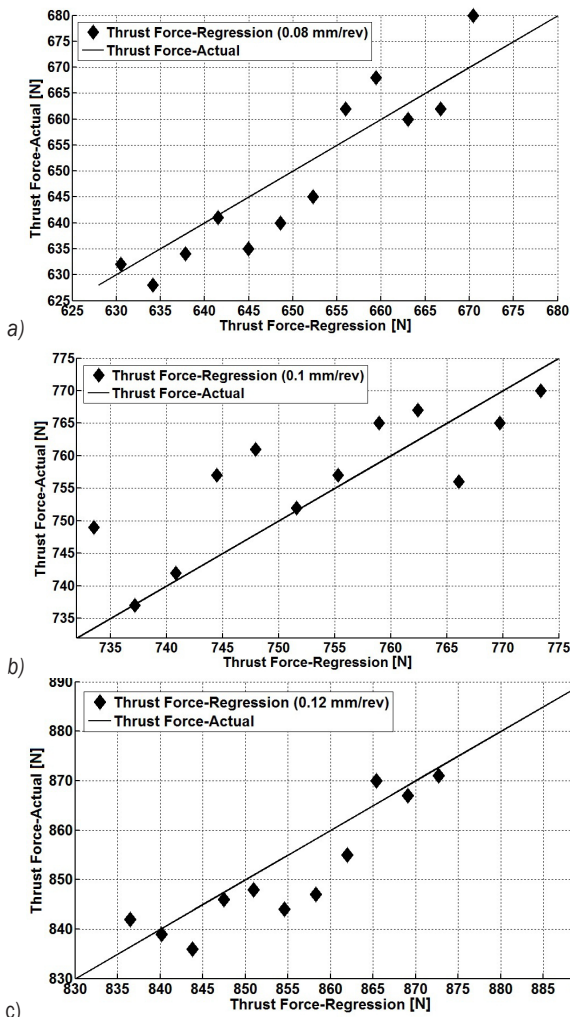 680
Thrust Force-Regression (0.08 mm/rev)
Thrust Force-Actual
670
665
660
650
645
640
635
630
625
Thrust Force-Actual [N]
625 630 635 640 645 650 655 660 665 670 675 680
Thrust Force-Regression [N]
a)
775
Thrust Force-Regression (0.1 mm/rev)
Thrust Force-Actual
770
765
760
755
750
745
740
735
Thrust Force-Actual [N]
735 740 745 750 755 760 765 770 775
Thrust Force-Regression [N]
b)
890
Thrust Force-Regression (0.12 mm/rev)
Thrust Force-Actual
880
870
860
850
840
830
Thrust Force-Actual [N]
830 835 840 845 850 855 860 865 870 875 880 885
Thrust Force-Regression [N]
c)